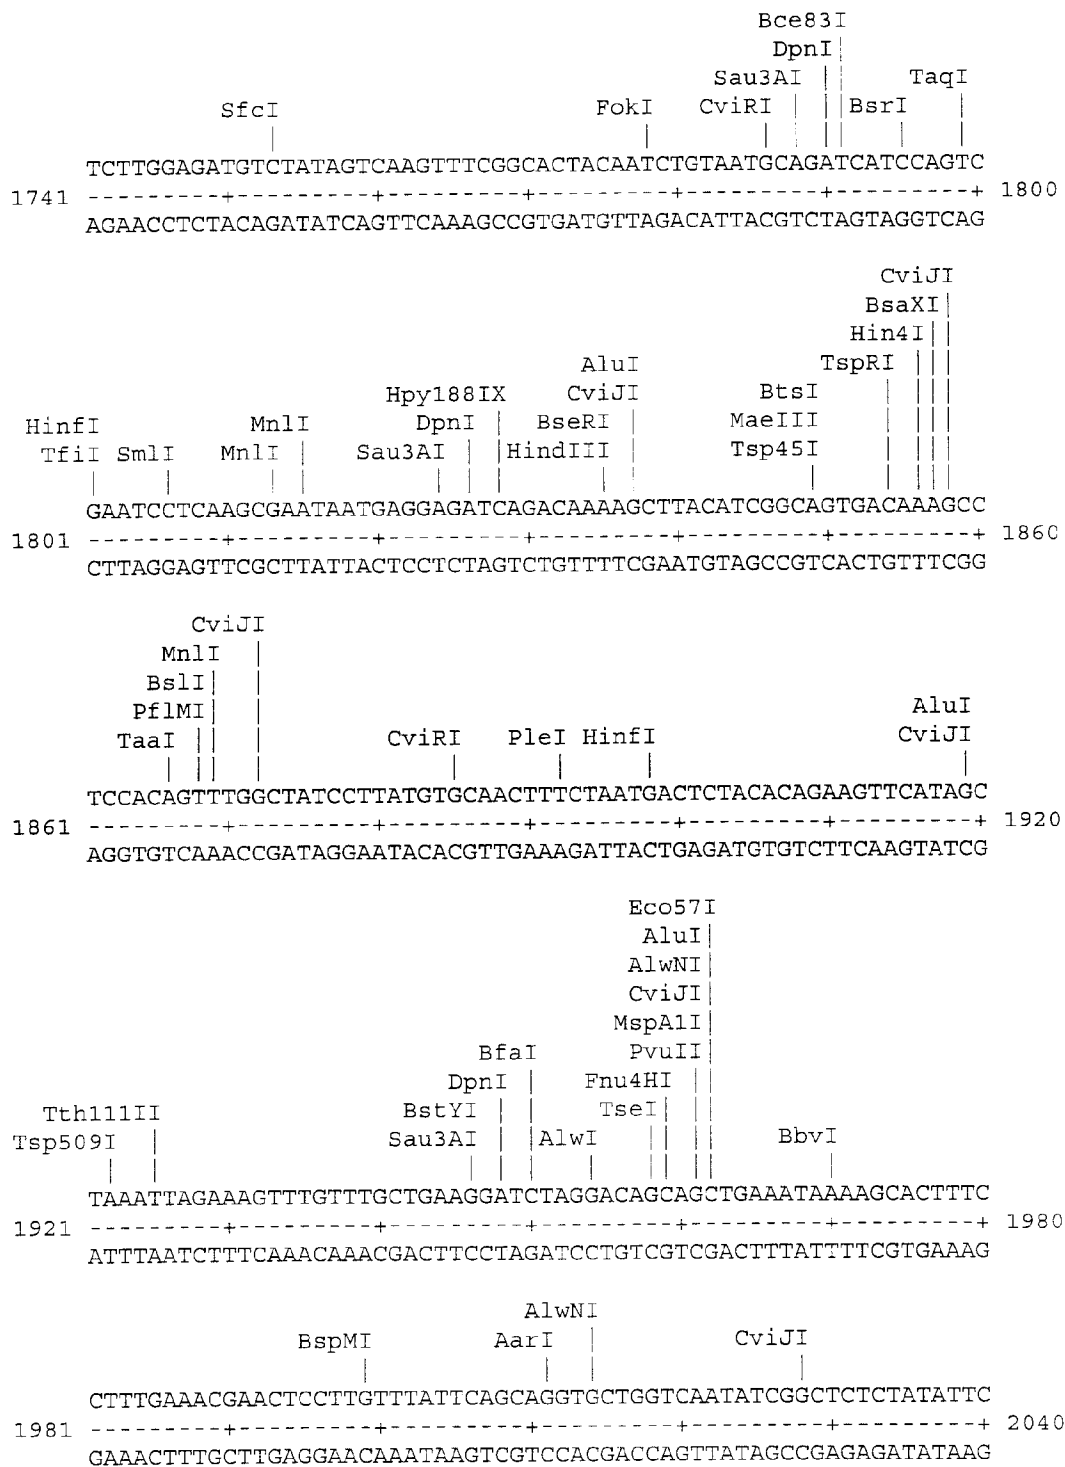 Bce83I
DpnI
Sau3AI TaqI
SfcI FokI CviRI BsrI
TCTTGGAGATGTCTATAGTCAAGTTTCGGCACTACAATCTGTAATGCAGATCATCCAGTC
1741 ---------+---------+---------+---------+---------+---------+ 1800
AGAACCTCTACAGATATCAGTTCAAAGCCGTGATGTTAGACATTACGTCTAGTAGGTCAG
CviJI
BsaXI
Hin4I
AluI TspRI
Hpy188IX CviJI BtsI
HinfI MnlI DpnI BseRI MaeIII
TfiI SmlI MnlI Sau3AI HindIII Tsp45I
GAATCCTCAAGCGAATAATGAGGAGATCAGACAAAAGCTTACATCGGCAGTGACAAAGCC
1801 ---------+---------+---------+---------+---------+---------+ 1860
CTTAGGAGTTCGCTTATTACTCCTCTAGTCTGTTTTCGAATGTAGCCGTCACTGTTTCGG
CviJI
MnlI
BslI
PflMI AluI
TaaI CviRI PleI HinfI CviJI
TCCACAGTTTGGCTATCCTTATGTGCAACTTTCTAATGACTCTACACAGAAGTTCATAGC
1861 ---------+---------+---------+---------+---------+---------+ 1920
AGGTGTCAAACCGATAGGAATACACGTTGAAAGATTACTGAGATGTGTCTTCAAGTATCG
Eco57I
AluI
AlwNI
CviJI
MspA1I
BfaI PvuII
DpnI Fnu4HI
Tth111II BstYI TseI
Tsp509I Sau3AI AlwI BbvI
TAAATTAGAAAGTTTGTTTGCTGAAGGATCTAGGACAGCAGCTGAAATAAAAGCACTTTC
1921 ---------+---------+---------+---------+---------+---------+ 1980
ATTTAATCTTTCAAACAAACGACTTCCTAGATCCTGTCGTCGACTTTATTTTCGTGAAAG
AlwNI
BspMI AarI CviJI
CTTTGAAACGAACTCCTTGTTTATTCAGCAGGTGCTGGTCAATATCGGCTCTCTATATTC
1981 ---------+---------+---------+---------+---------+---------+ 2040
GAAACTTTGCTTGAGGAACAAATAAGTCGTCCACGACCAGTTATAGCCGAGAGATATAAG